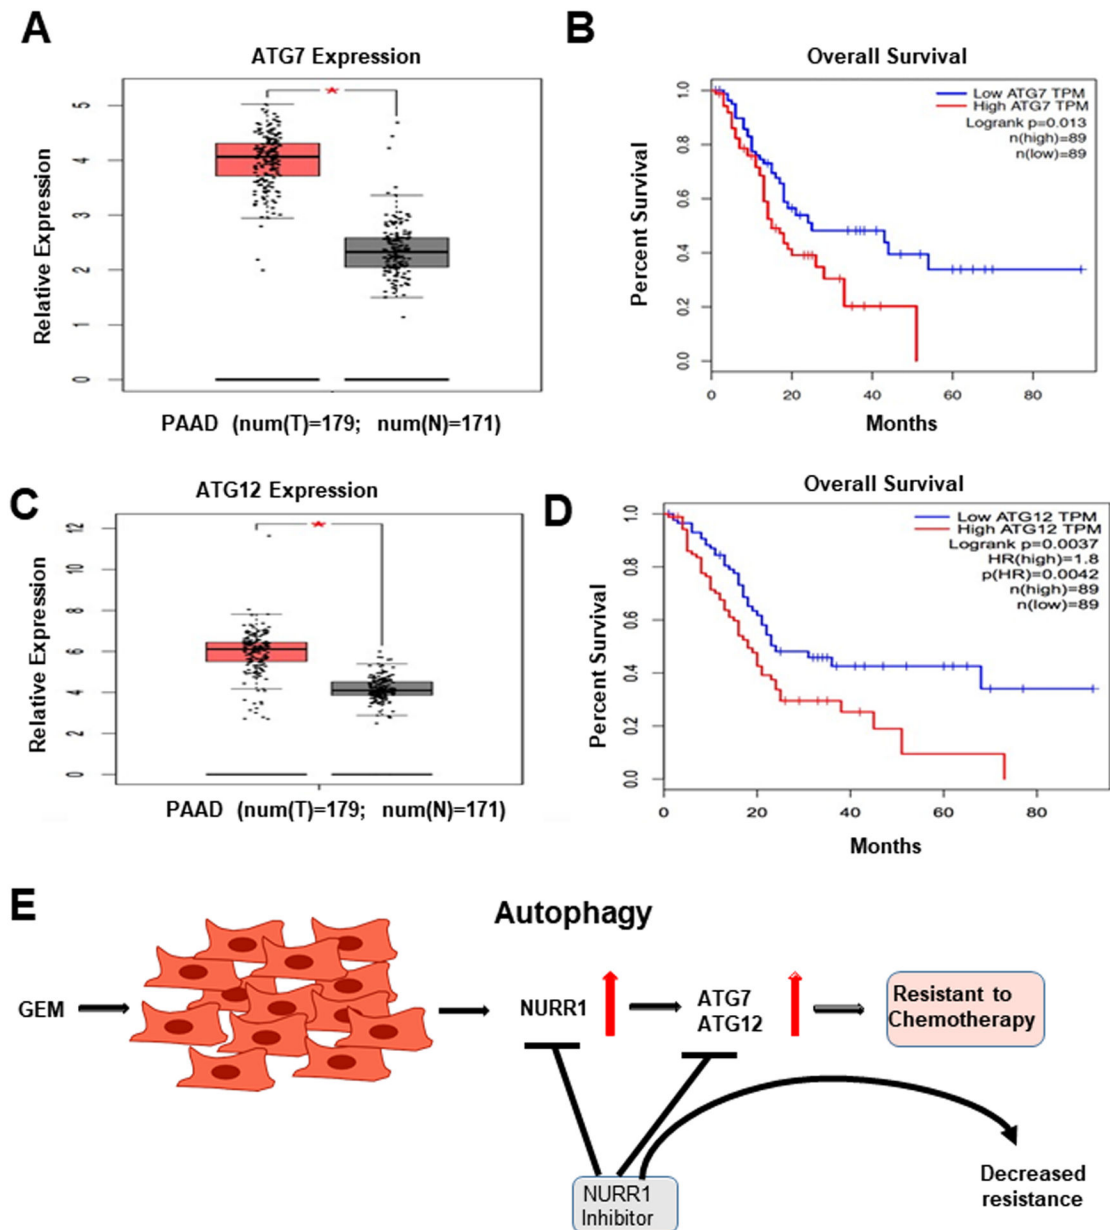 A
ATG7 Expression
Relative Expression
0
1
2
3
4
5
PAAD (num(T)=179; num(N)=171)
B
Overall Survival
Low ATG7 TPM
High ATG7 TPM
Logrank p=0.013
n(high)=89
n(low)=89
Percent Survival
0.0
0.2
0.4
0.6
0.8
1.0
0 20 40 60 80
Months
C
ATG12 Expression
Relative Expression
0
2
4
6
8
10
12
PAAD (num(T)=179; num(N)=171)
D
Overall Survival
Low ATG12 TPM
High ATG12 TPM
Logrank p=0.0037
HR(high)=1.8
p(HR)=0.0042
n(high)=89
n(low)=89
Percent Survival
0.0
0.2
0.4
0.6
0.8
1.0
0 20 40 60 80
Months
E
Autophagy
GEM
NURR1
ATG7
ATG12
Resistant to
Chemotherapy
NURR1
Inhibitor
Decreased
resistance